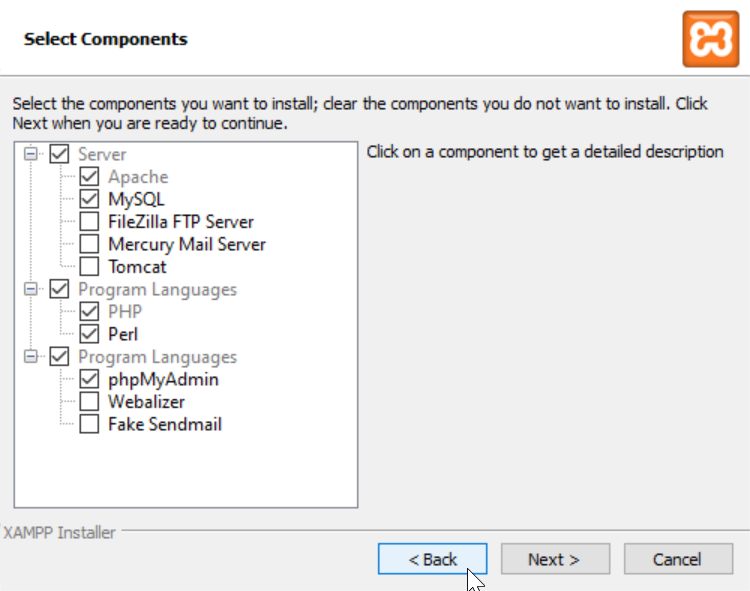 Select Components
Select the components you want to install; clear the components you do not want to install. Click
Next when you are ready to continue.
Server
Click on a component to get a detailed description
Apache
MySQL
FileZilla FTP Server
Mercury Mail Server
Tomcat
Program Languages
PHP
Perl
Program Languages
phpMyAdmin
Webalizer
Fake Sendmail
XAMPP Installer
< Back
Next >
Cancel